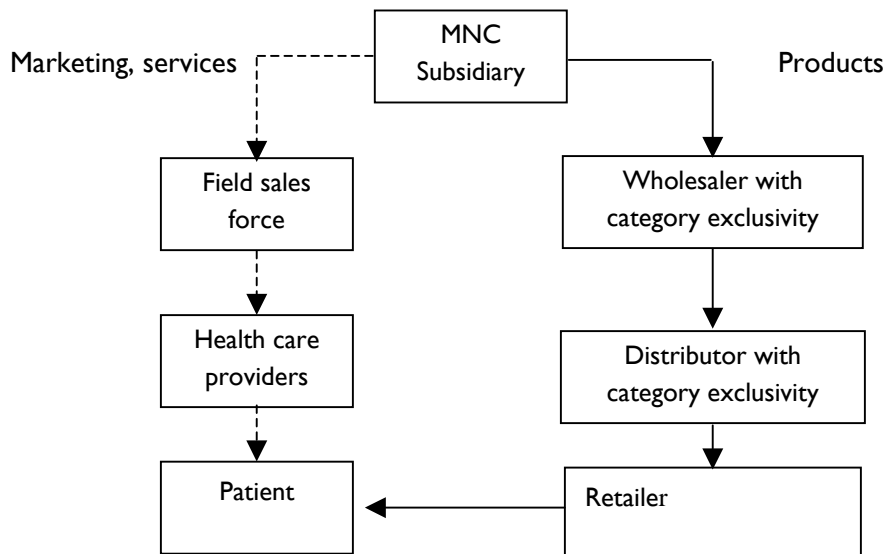 MNC
Subsidiary
Marketing, services
Products
Field sales
force
Wholesaler with
category exclusivity
Health care
providers
Distributor with
category exclusivity
Patient
Retailer